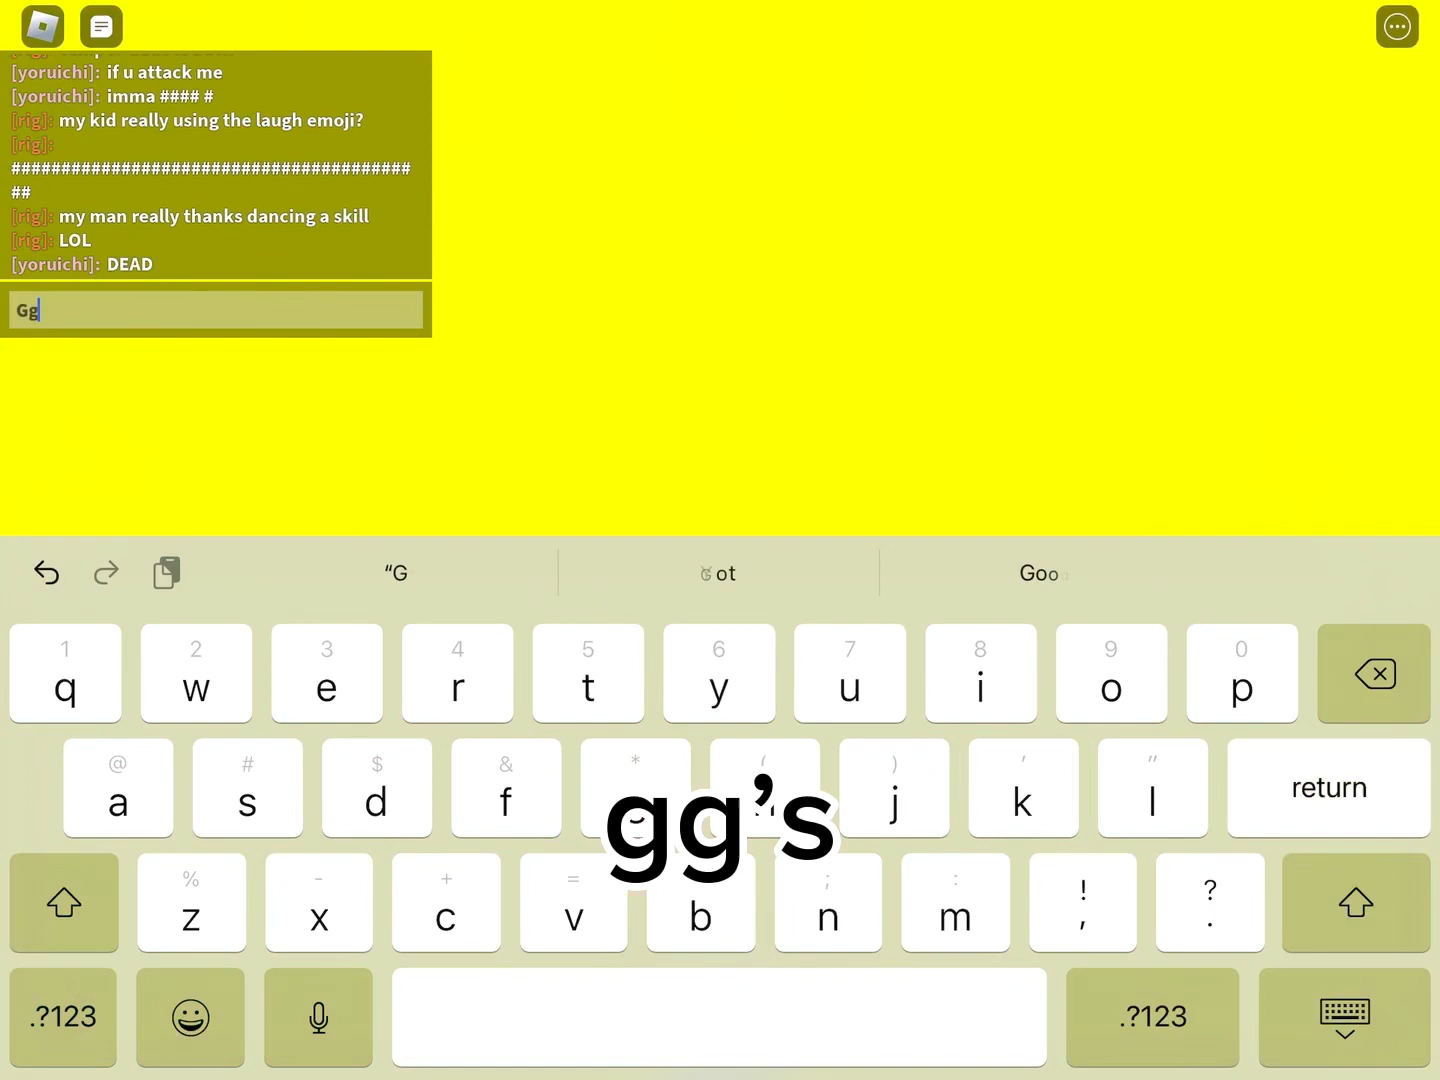 [yoruichi]: if u attack me
[yoruichi]: imma #### #
[rig]: my kid really using the laugh emoji?
[rig]:
########################################
##
[rig]: my man really thanks dancing a skill
[rig]: LOL
[yoruichi]: DEAD
Gg
“G
ot
Goo
1 2 3 4 5 6 7 8 9 0
q w e r t y u i o p
@ # $ & * ( ) ' "
a s d f j k l return
gg’s
% - + = ; : ! ?
z x c v b n m , .
.?123 .?123